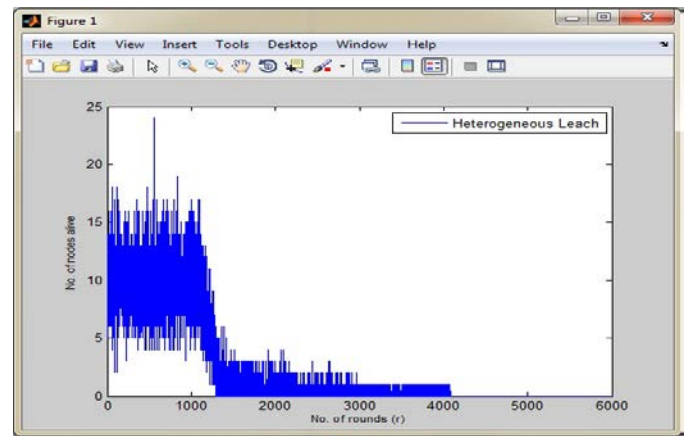 Figure 1
File Edit View Insert Tools Desktop Window Help
25
20
15
10
5
0
No. of nodes alive
Heterogeneous Leach
0 1000 2000 3000 4000 5000 6000
No. of rounds (r)